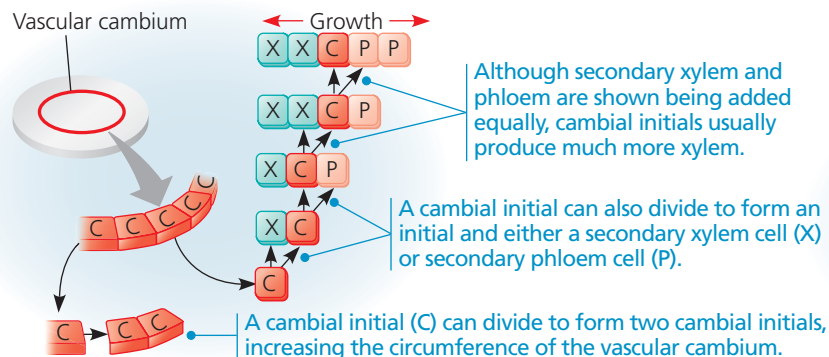 Vascular cambium
Growth
X X C P P
X X C P
X C P
X C
C
C C C C C
C C C
Although secondary xylem and
phloem are shown being added
equally, cambial initials usually
produce much more xylem.
A cambial initial can also divide to form an
initial and either a secondary xylem cell (X)
or secondary phloem cell (P).
A cambial initial (C) can divide to form two cambial initials,
increasing the circumference of the vascular cambium.